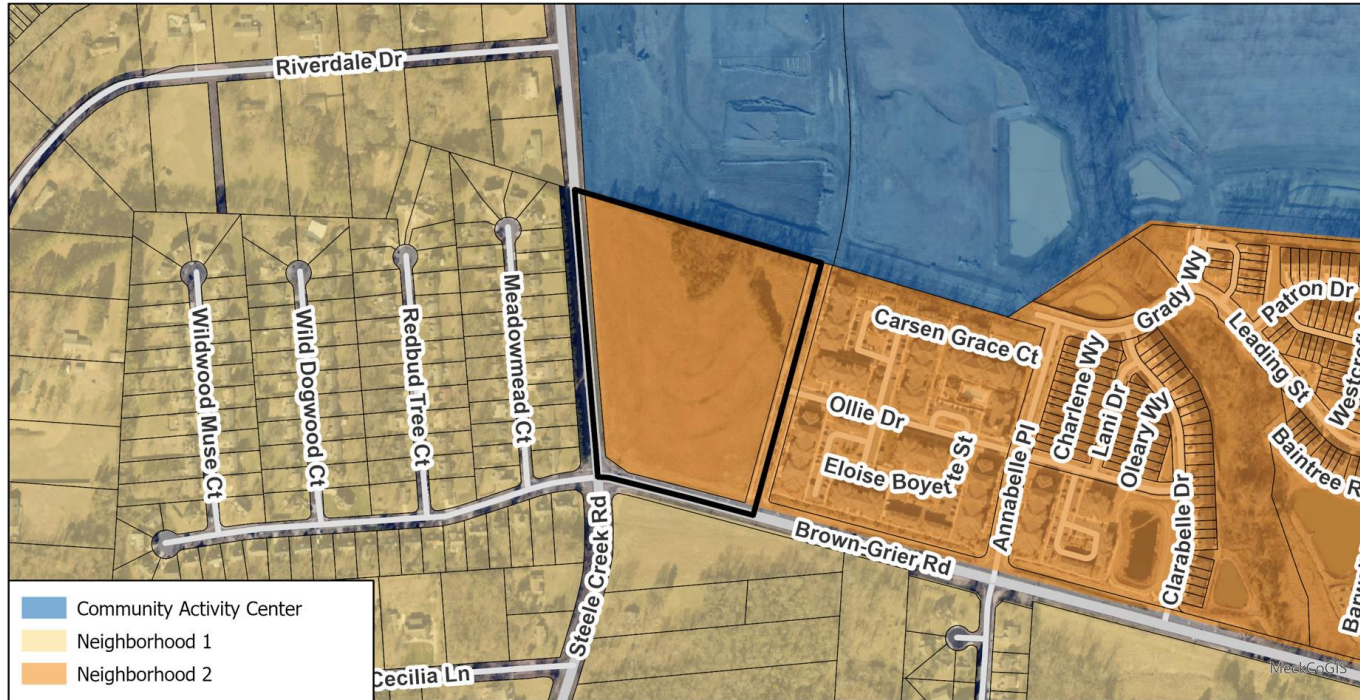 Riverdale Dr
Wildwood Muse Ct
Wild Dogwood Ct
Redbud Tree Ct
Meadowmead Ct
Steele Creek Rd
Cecilia Ln
Brown-Grier Rd
Carsen Grace Ct
Ollie Dr
Eloise Boyette St
Annabelle Pl
Charlene Wy
Lani Dr
Oleary Wy
Clarabelle Dr
Grady Wy
Leading St
Patron Dr
Baintree R
Community Activity Center
Neighborhood 1
Neighborhood 2
MeckCoGIS